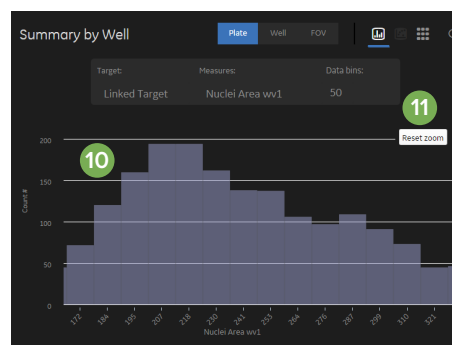 Summary by Well
Plate Well FOV
Target: Measures: Data bins:
Linked Target Nuclei Area wv1 50
11
Reset zoom
10
200
150
100
50
0
Count #
172 184 195 207 218 230 241 253 264 276 287 299 310 321
Nuclei Area wv1